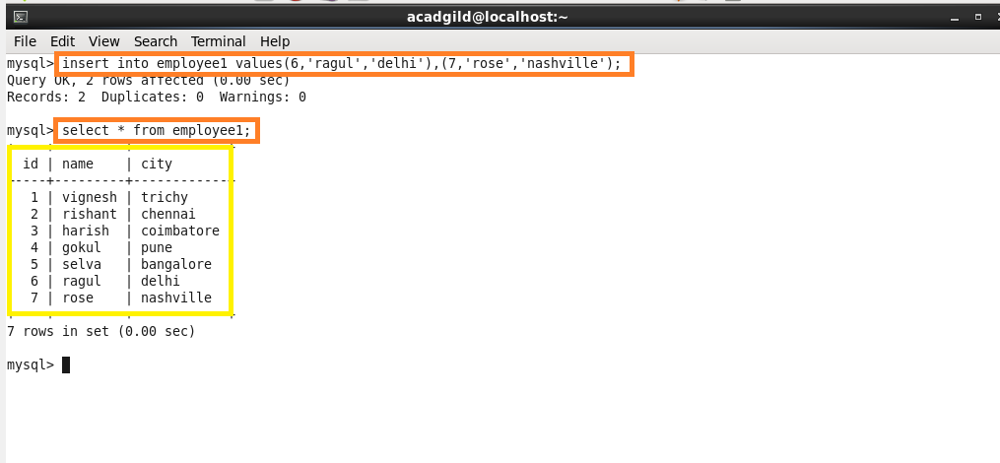 acadgild@localhost:~
File Edit View Search Terminal Help
mysql> insert into employee1 values(6,'ragul','delhi'),(7,'rose','nashville');
Query OK, 2 rows affected (0.00 sec)
Records: 2  Duplicates: 0  Warnings: 0
mysql> select * from employee1;
id | name    | city
-----+---------+-------------
1 | vignesh | trichy
2 | rishant | chennai
3 | harish  | coimbatore
4 | gokul   | pune
5 | selva   | bangalore
6 | ragul   | delhi
7 | rose    | nashville
7 rows in set (0.00 sec)
mysql>